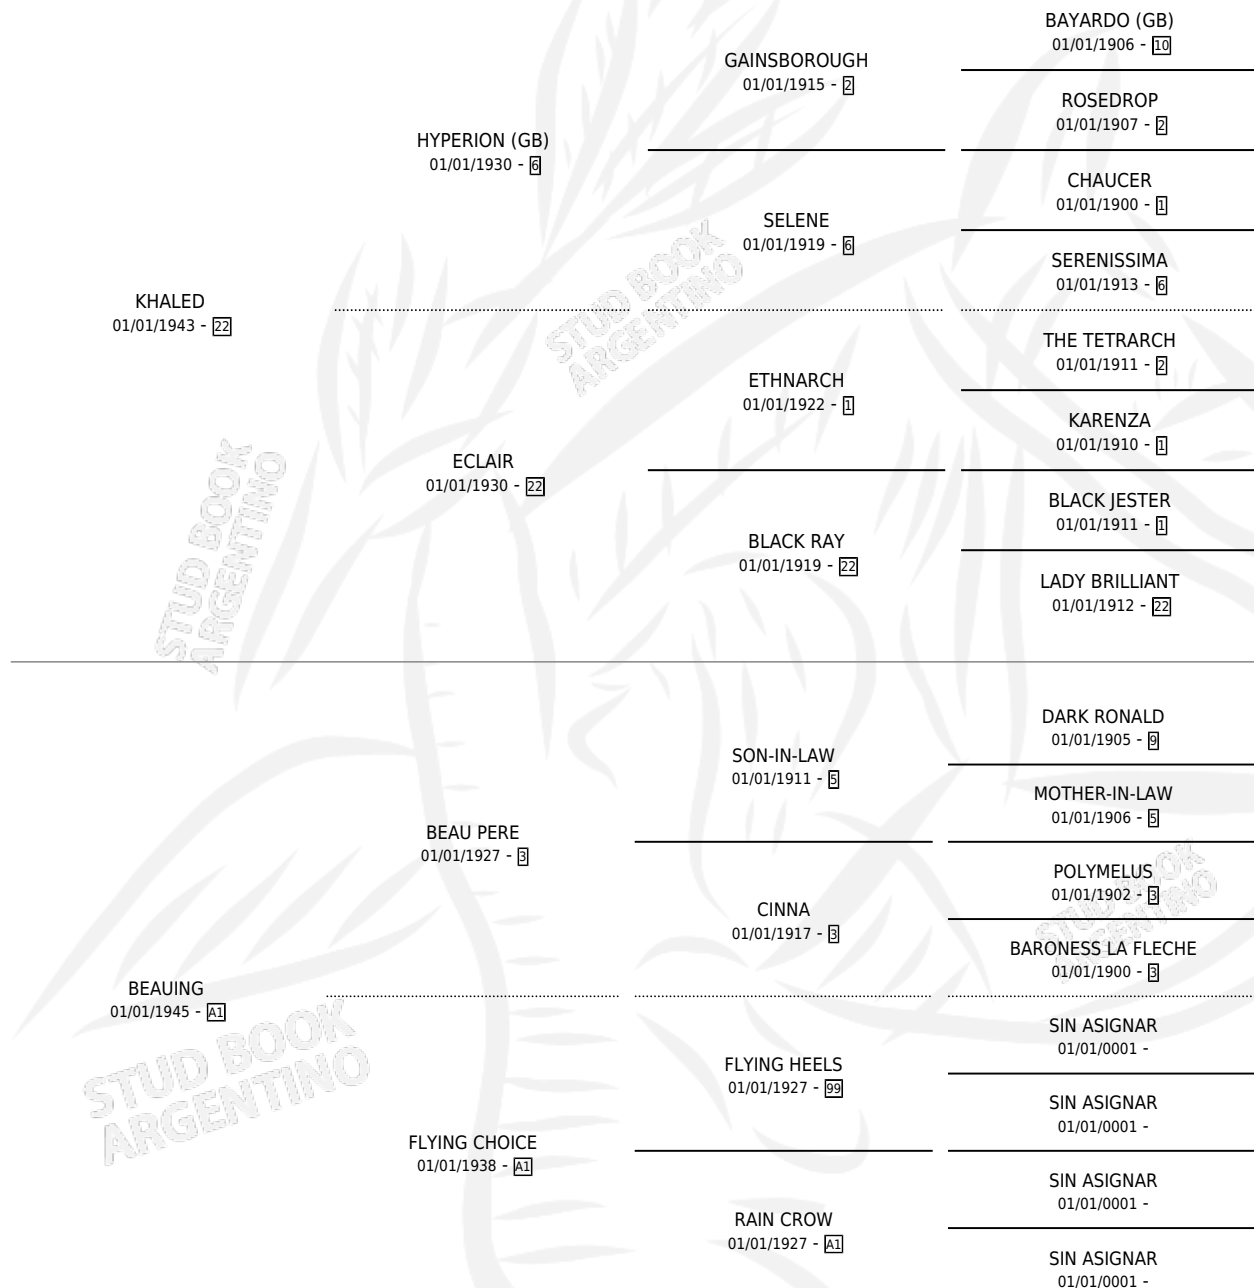 BAYARDO (GB)
01/01/1906 - 10
GAINSBOROUGH
01/01/1915 - 2
ROSEDROP
01/01/1907 - 2
HYPERION (GB)
01/01/1930 - 6
CHAUCER
01/01/1900 - 1
SELENE
01/01/1919 - 6
SERENISSIMA
01/01/1913 - 6
KHALED
01/01/1943 - 22
THE TETRARCH
01/01/1911 - 2
ETHNARCH
01/01/1922 - 1
KARENZA
01/01/1910 - 1
ECLAIR
01/01/1930 - 22
BLACK JESTER
01/01/1911 - 1
BLACK RAY
01/01/1919 - 22
LADY BRILLIANT
01/01/1912 - 22
DARK RONALD
01/01/1905 - 9
SON-IN-LAW
01/01/1911 - 5
MOTHER-IN-LAW
01/01/1906 - 5
BEAU PERE
01/01/1927 - 3
POLYMELUS
01/01/1902 - 3
CINNA
01/01/1917 - 3
BARONESS LA FLECHE
01/01/1900 - 3
BEAUING
01/01/1945 - A1
SIN ASIGNAR
01/01/0001 -
FLYING HEELS
01/01/1927 - 99
SIN ASIGNAR
01/01/0001 -
FLYING CHOICE
01/01/1938 - A1
SIN ASIGNAR
01/01/0001 -
RAIN CROW
01/01/1927 - A1
SIN ASIGNAR
01/01/0001 -
STUD BOOK
ARGENTINO
STUD BOOK
ARGENTINO
STUD BOOK
ARGENTINO
STUD BOOK
ARGENTINO